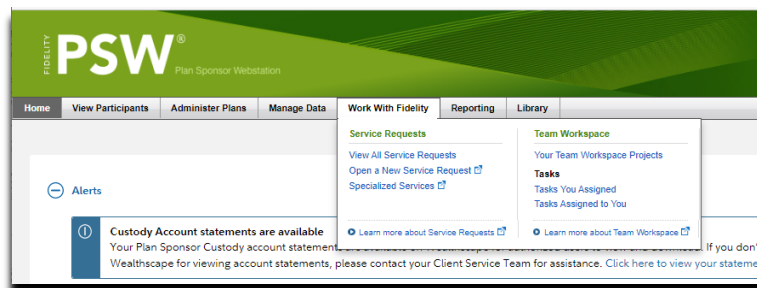 FIDELITY
PSW®
Plan Sponsor Webstation
Home View Participants Administer Plans Manage Data Work With Fidelity Reporting Library
Service Requests
View All Service Requests
Open a New Service Request
Specialized Services
Learn more about Service Requests
Team Workspace
Your Team Workspace Projects
Tasks
Tasks You Assigned
Tasks Assigned to You
Learn more about Team Workspace
Alerts
Custody Account statements are available
Your Plan Sponsor Custody account statements If you don'
Wealthscape for viewing account statements, please contact your Client Service Team for assistance. Click here to view your stateme